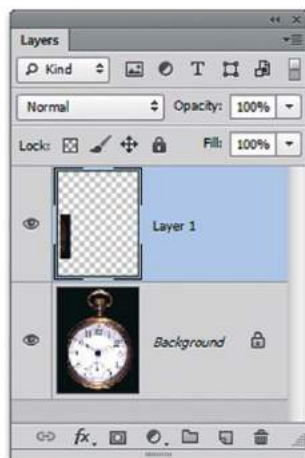 Layers
Kind
T
Normal Opacity: 100%
Lock: Fill: 100%
Layer 1
Background
fx